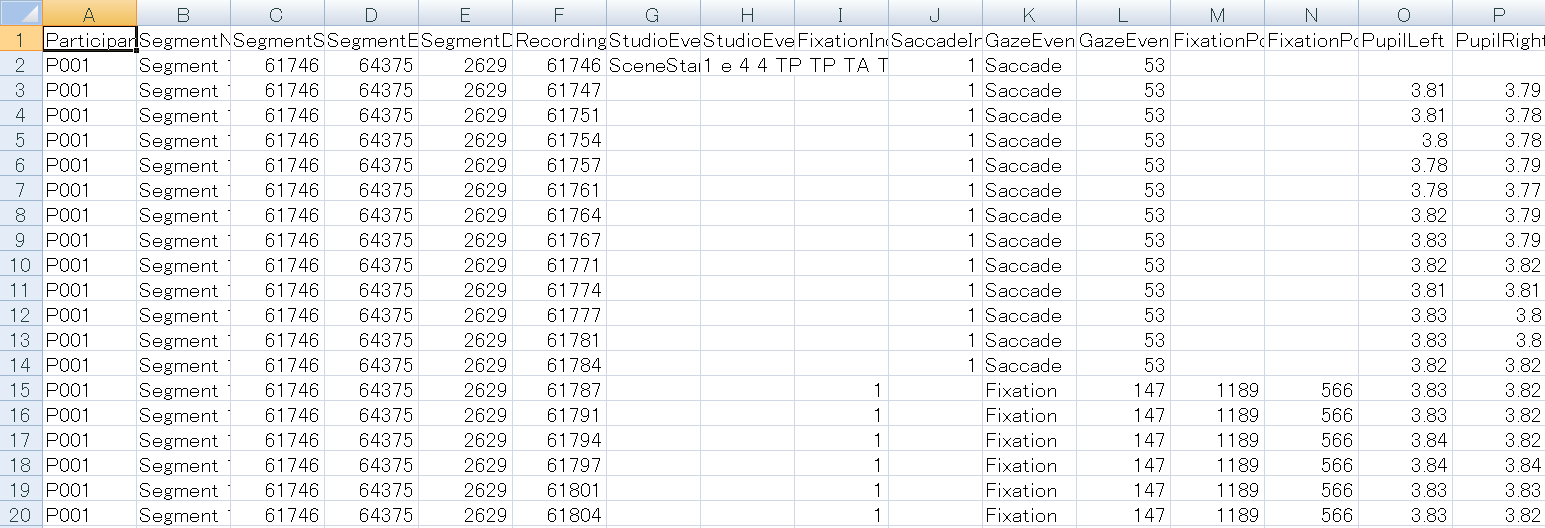 A B C D E F G H I J K L M N O P
1 Participan SegmentN SegmentS SegmentE SegmentD Recording StudioEve StudioEve FixationInd SaccadeIn GazeEven GazeEven FixationPo FixationPo PupilLeft PupilRight
2 P001 Segment 61746 64375 2629 61746 SceneStar 1 e 4 4 TP TP TA T 1 Saccade 53
3 P001 Segment 61746 64375 2629 61747 1 Saccade 53 3.81 3.79
4 P001 Segment 61746 64375 2629 61751 1 Saccade 53 3.81 3.78
5 P001 Segment 61746 64375 2629 61754 1 Saccade 53 3.8 3.78
6 P001 Segment 61746 64375 2629 61757 1 Saccade 53 3.78 3.79
7 P001 Segment 61746 64375 2629 61761 1 Saccade 53 3.78 3.77
8 P001 Segment 61746 64375 2629 61764 1 Saccade 53 3.82 3.79
9 P001 Segment 61746 64375 2629 61767 1 Saccade 53 3.83 3.79
10 P001 Segment 61746 64375 2629 61771 1 Saccade 53 3.82 3.82
11 P001 Segment 61746 64375 2629 61774 1 Saccade 53 3.81 3.81
12 P001 Segment 61746 64375 2629 61777 1 Saccade 53 3.83 3.8
13 P001 Segment 61746 64375 2629 61781 1 Saccade 53 3.83 3.8
14 P001 Segment 61746 64375 2629 61784 1 Saccade 53 3.82 3.82
15 P001 Segment 61746 64375 2629 61787 1 Fixation 147 1189 566 3.83 3.82
16 P001 Segment 61746 64375 2629 61791 1 Fixation 147 1189 566 3.83 3.82
17 P001 Segment 61746 64375 2629 61794 1 Fixation 147 1189 566 3.84 3.82
18 P001 Segment 61746 64375 2629 61797 1 Fixation 147 1189 566 3.84 3.84
19 P001 Segment 61746 64375 2629 61801 1 Fixation 147 1189 566 3.83 3.83
20 P001 Segment 61746 64375 2629 61804 1 Fixation 147 1189 566 3.83 3.82